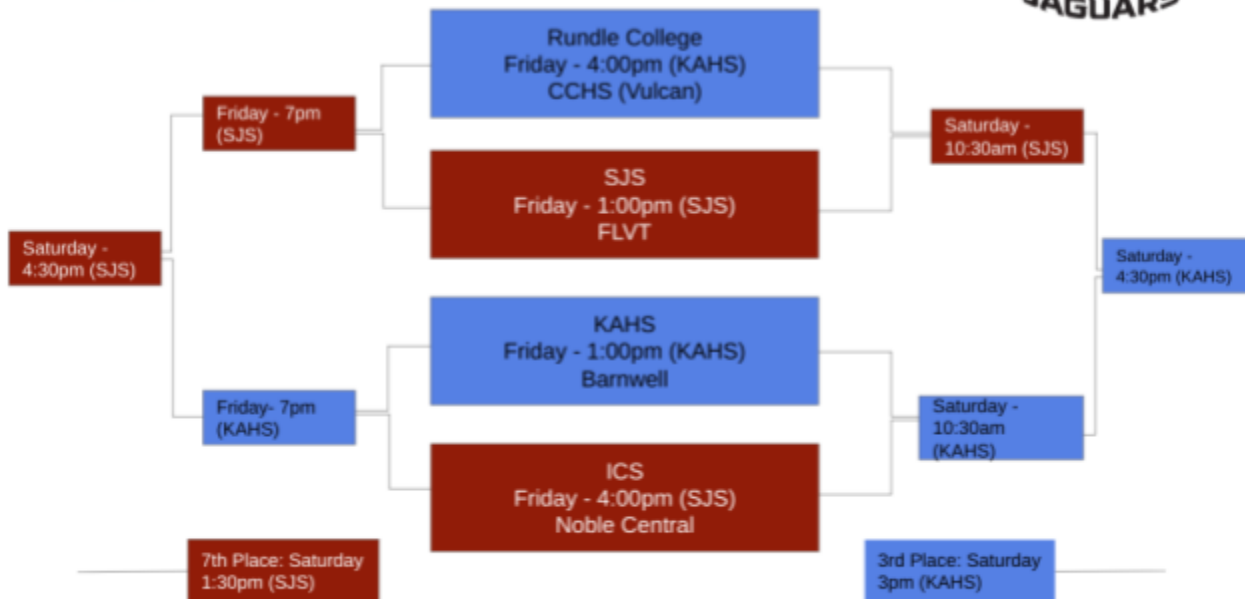 JAGUARS
Rundle College
Friday - 4:00pm (KAHS)
CCHS (Vulcan)
Friday - 7pm
(SJS)
Saturday -
10:30am (SJS)
SJS
Friday - 1:00pm (SJS)
FLVT
Saturday -
4:30pm (SJS)
Saturday -
4:30pm (KAHS)
KAHS
Friday - 1:00pm (KAHS)
Barnwell
Friday- 7pm
(KAHS)
Saturday -
10:30am
(KAHS)
ICS
Friday - 4:00pm (SJS)
Noble Central
7th Place: Saturday
1:30pm (SJS)
3rd Place: Saturday
3pm (KAHS)